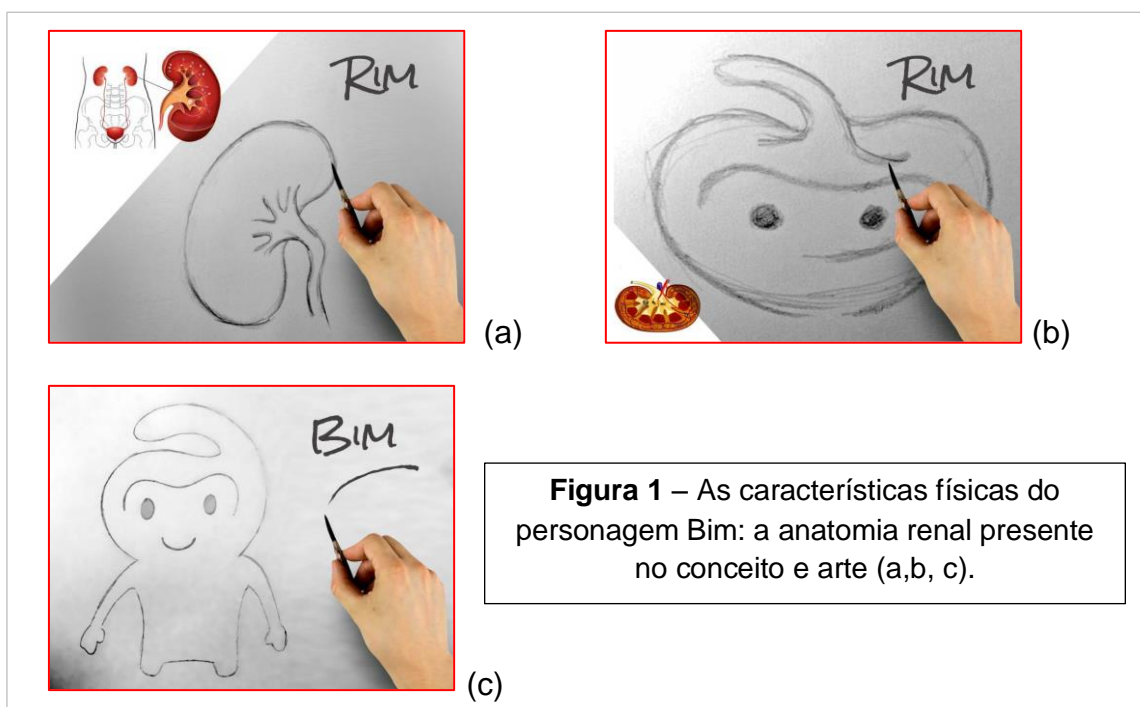 RIM
(a)
RIM
(b)
BIM
(c)
Figura 1 – As características físicas do
personagem Bim: a anatomia renal presente
no conceito e arte (a,b, c).